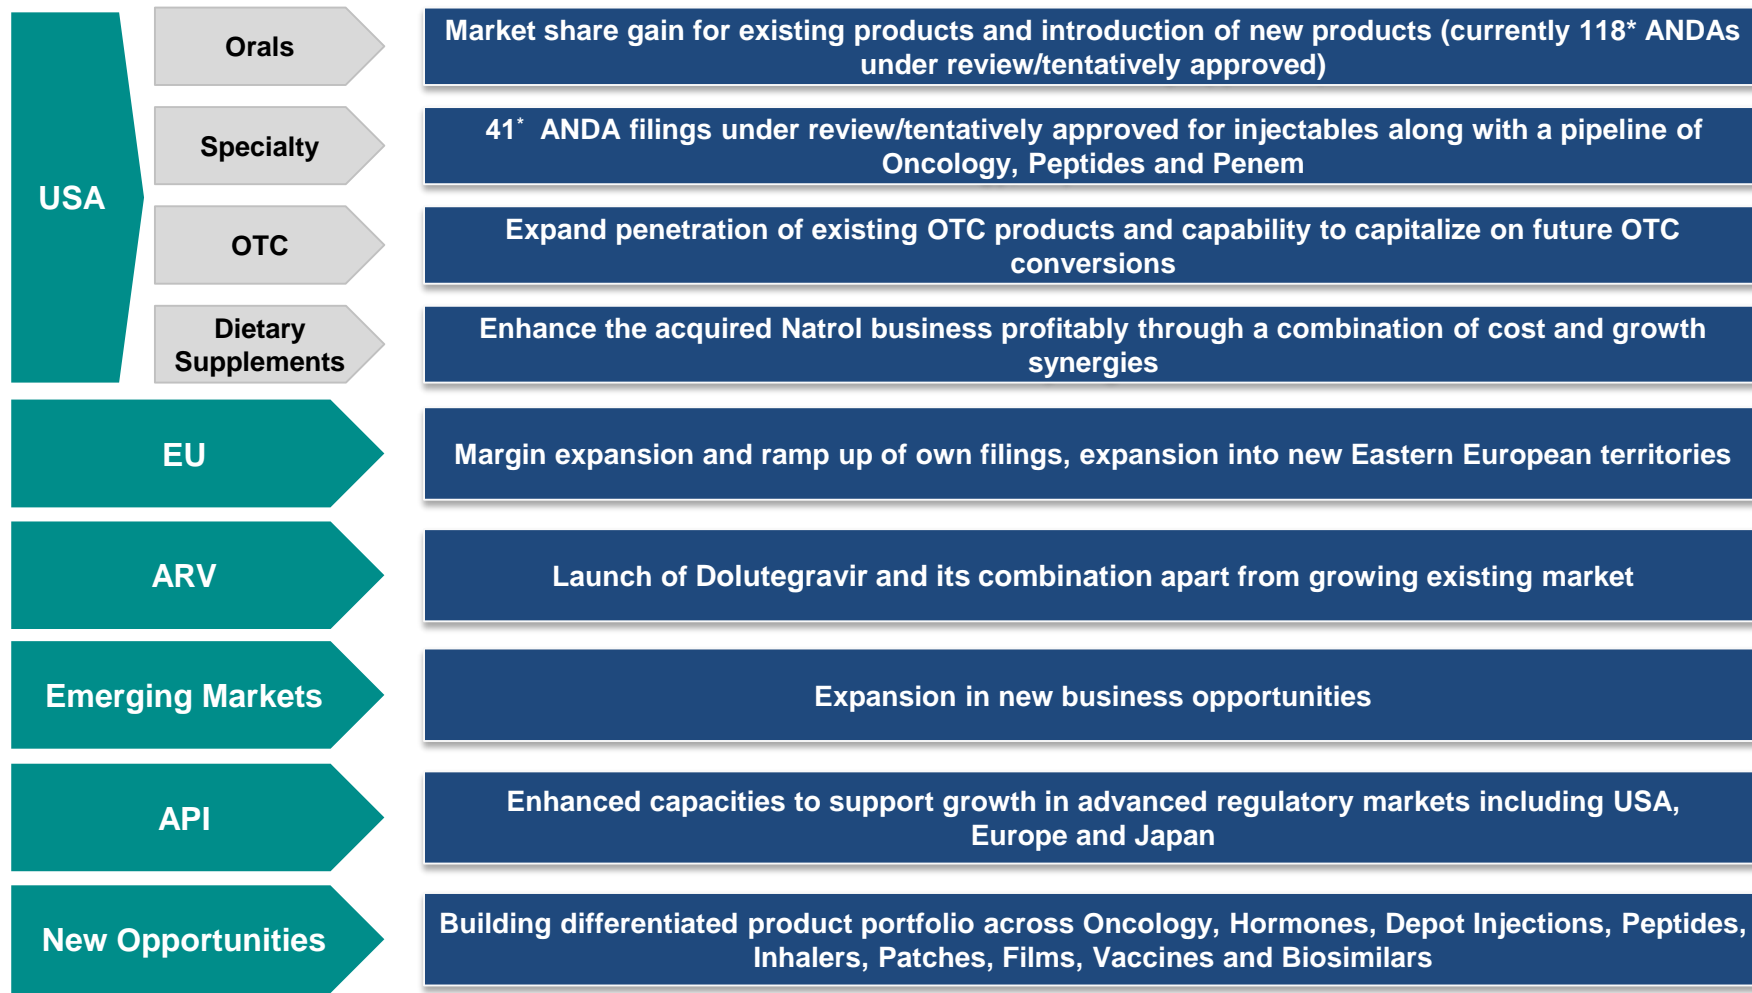 USA
Orals
Market share gain for existing products and introduction of new products (currently 118* ANDAs
under review/tentatively approved)
Specialty
41* ANDA filings under review/tentatively approved for injectables along with a pipeline of
Oncology, Peptides and Penem
OTC
Expand penetration of existing OTC products and capability to capitalize on future OTC
conversions
Dietary
Supplements
Enhance the acquired Natrol business profitably through a combination of cost and growth
synergies
EU
Margin expansion and ramp up of own filings, expansion into new Eastern European territories
ARV
Launch of Dolutegravir and its combination apart from growing existing market
Emerging Markets
Expansion in new business opportunities
API
Enhanced capacities to support growth in advanced regulatory markets including USA,
Europe and Japan
New Opportunities
Building differentiated product portfolio across Oncology, Hormones, Depot Injections, Peptides,
Inhalers, Patches, Films, Vaccines and Biosimilars